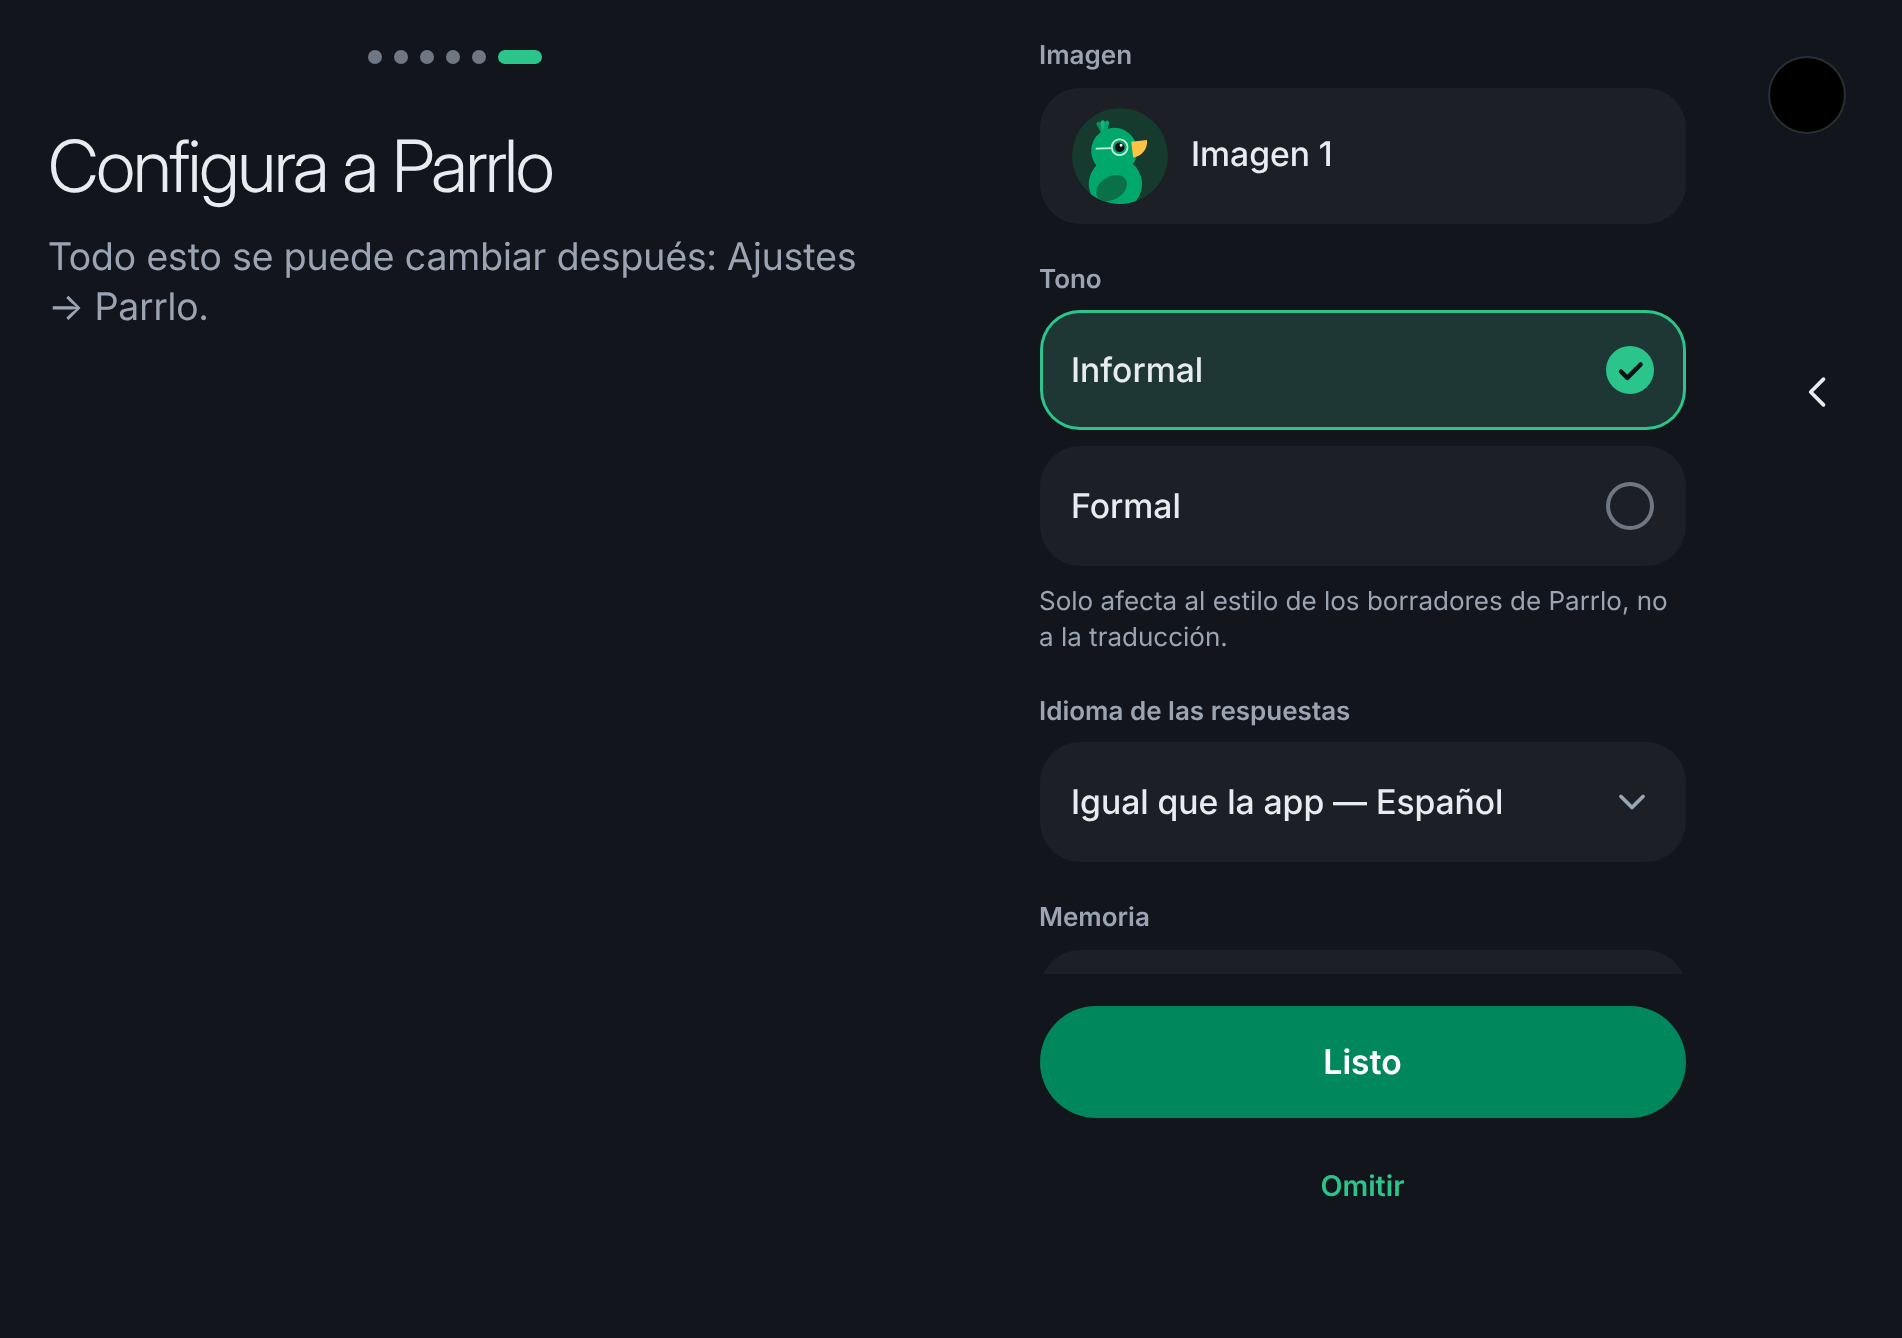 Configura a Parrlo
Todo esto se puede cambiar después: Ajustes
→ Parrlo.
Imagen
Imagen 1
Tono
Informal
Formal
Solo afecta al estilo de los borradores de Parrlo, no
a la traducción.
Idioma de las respuestas
Igual que la app — Español
Memoria
Listo
Omitir